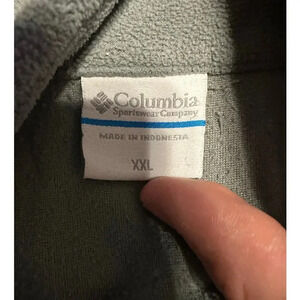 Columbia
Sportswear Company
MADE IN INDONESIA
XXL